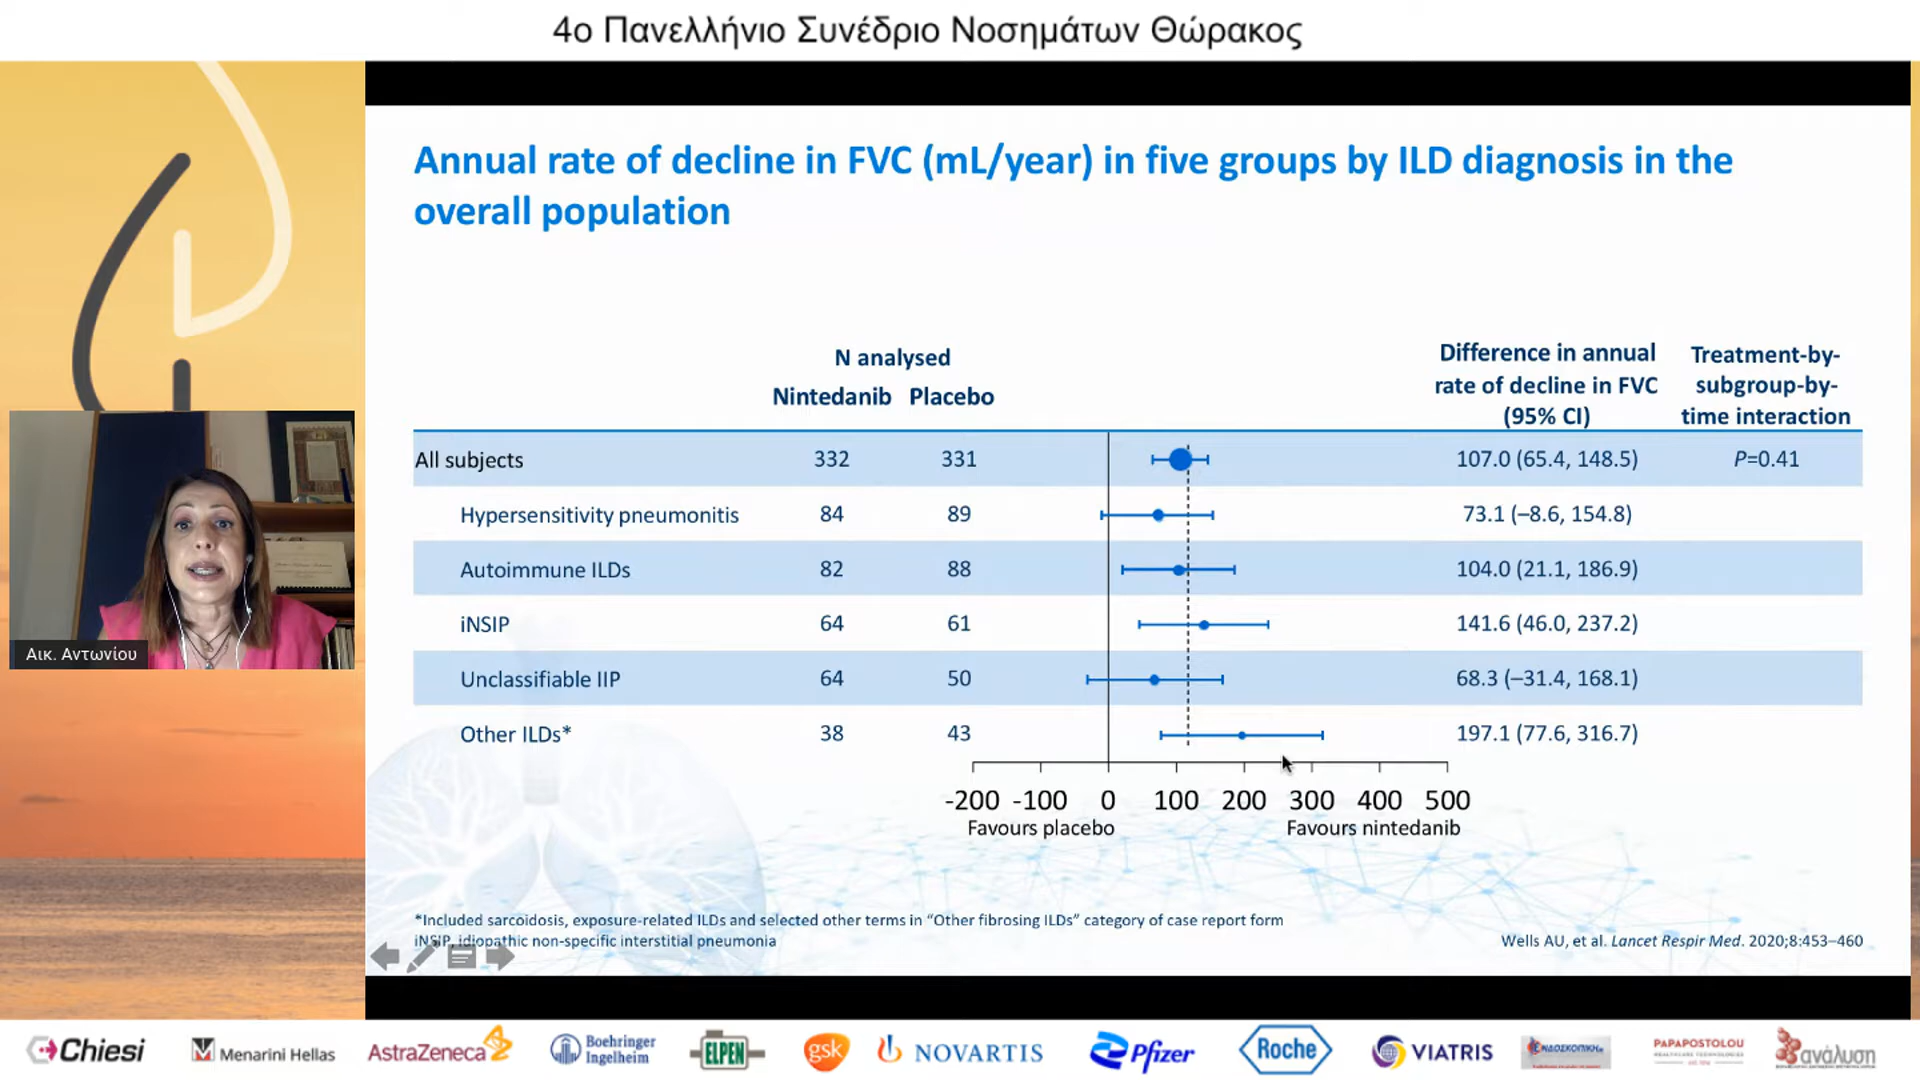 4ο Πανελλήνιο Συνέδριο Νοσημάτων Θώρακος
Annual rate of decline in FVC (mL/year) in five groups by ILD diagnosis in the
overall population
N analysed
Nintedanib Placebo
Difference in annual
rate of decline in FVC
(95% CI)
Treatment-by-
subgroup-by-
time interaction
All subjects 332 331 107.0 (65.4, 148.5) P=0.41
Hypersensitivity pneumonitis 84 89 73.1 (–8.6, 154.8)
Autoimmune ILDs 82 88 104.0 (21.1, 186.9)
iNSIP 64 61 141.6 (46.0, 237.2)
Unclassifiable IIP 64 50 68.3 (–31.4, 168.1)
Other ILDs* 38 43 197.1 (77.6, 316.7)
-200 -100 0 100 200 300 400 500
Favours placebo Favours nintedanib
*Included sarcoidosis, exposure-related ILDs and selected other terms in “Other fibrosing ILDs” category of case report form
iNSIP, idiopathic non-specific interstitial pneumonia
Wells AU, et al. Lancet Respir Med. 2020;8:453–460
Αικ. Αντωνίου
Chiesi
Menarini Hellas
AstraZeneca
Boehringer
Ingelheim
ELPEN
gsk
NOVARTIS
Pfizer
Roche
VIATRIS
ΕΝΔΟΣΚΟΠΙΚΗ
PAPAPOSTOLOU
ανάλυση